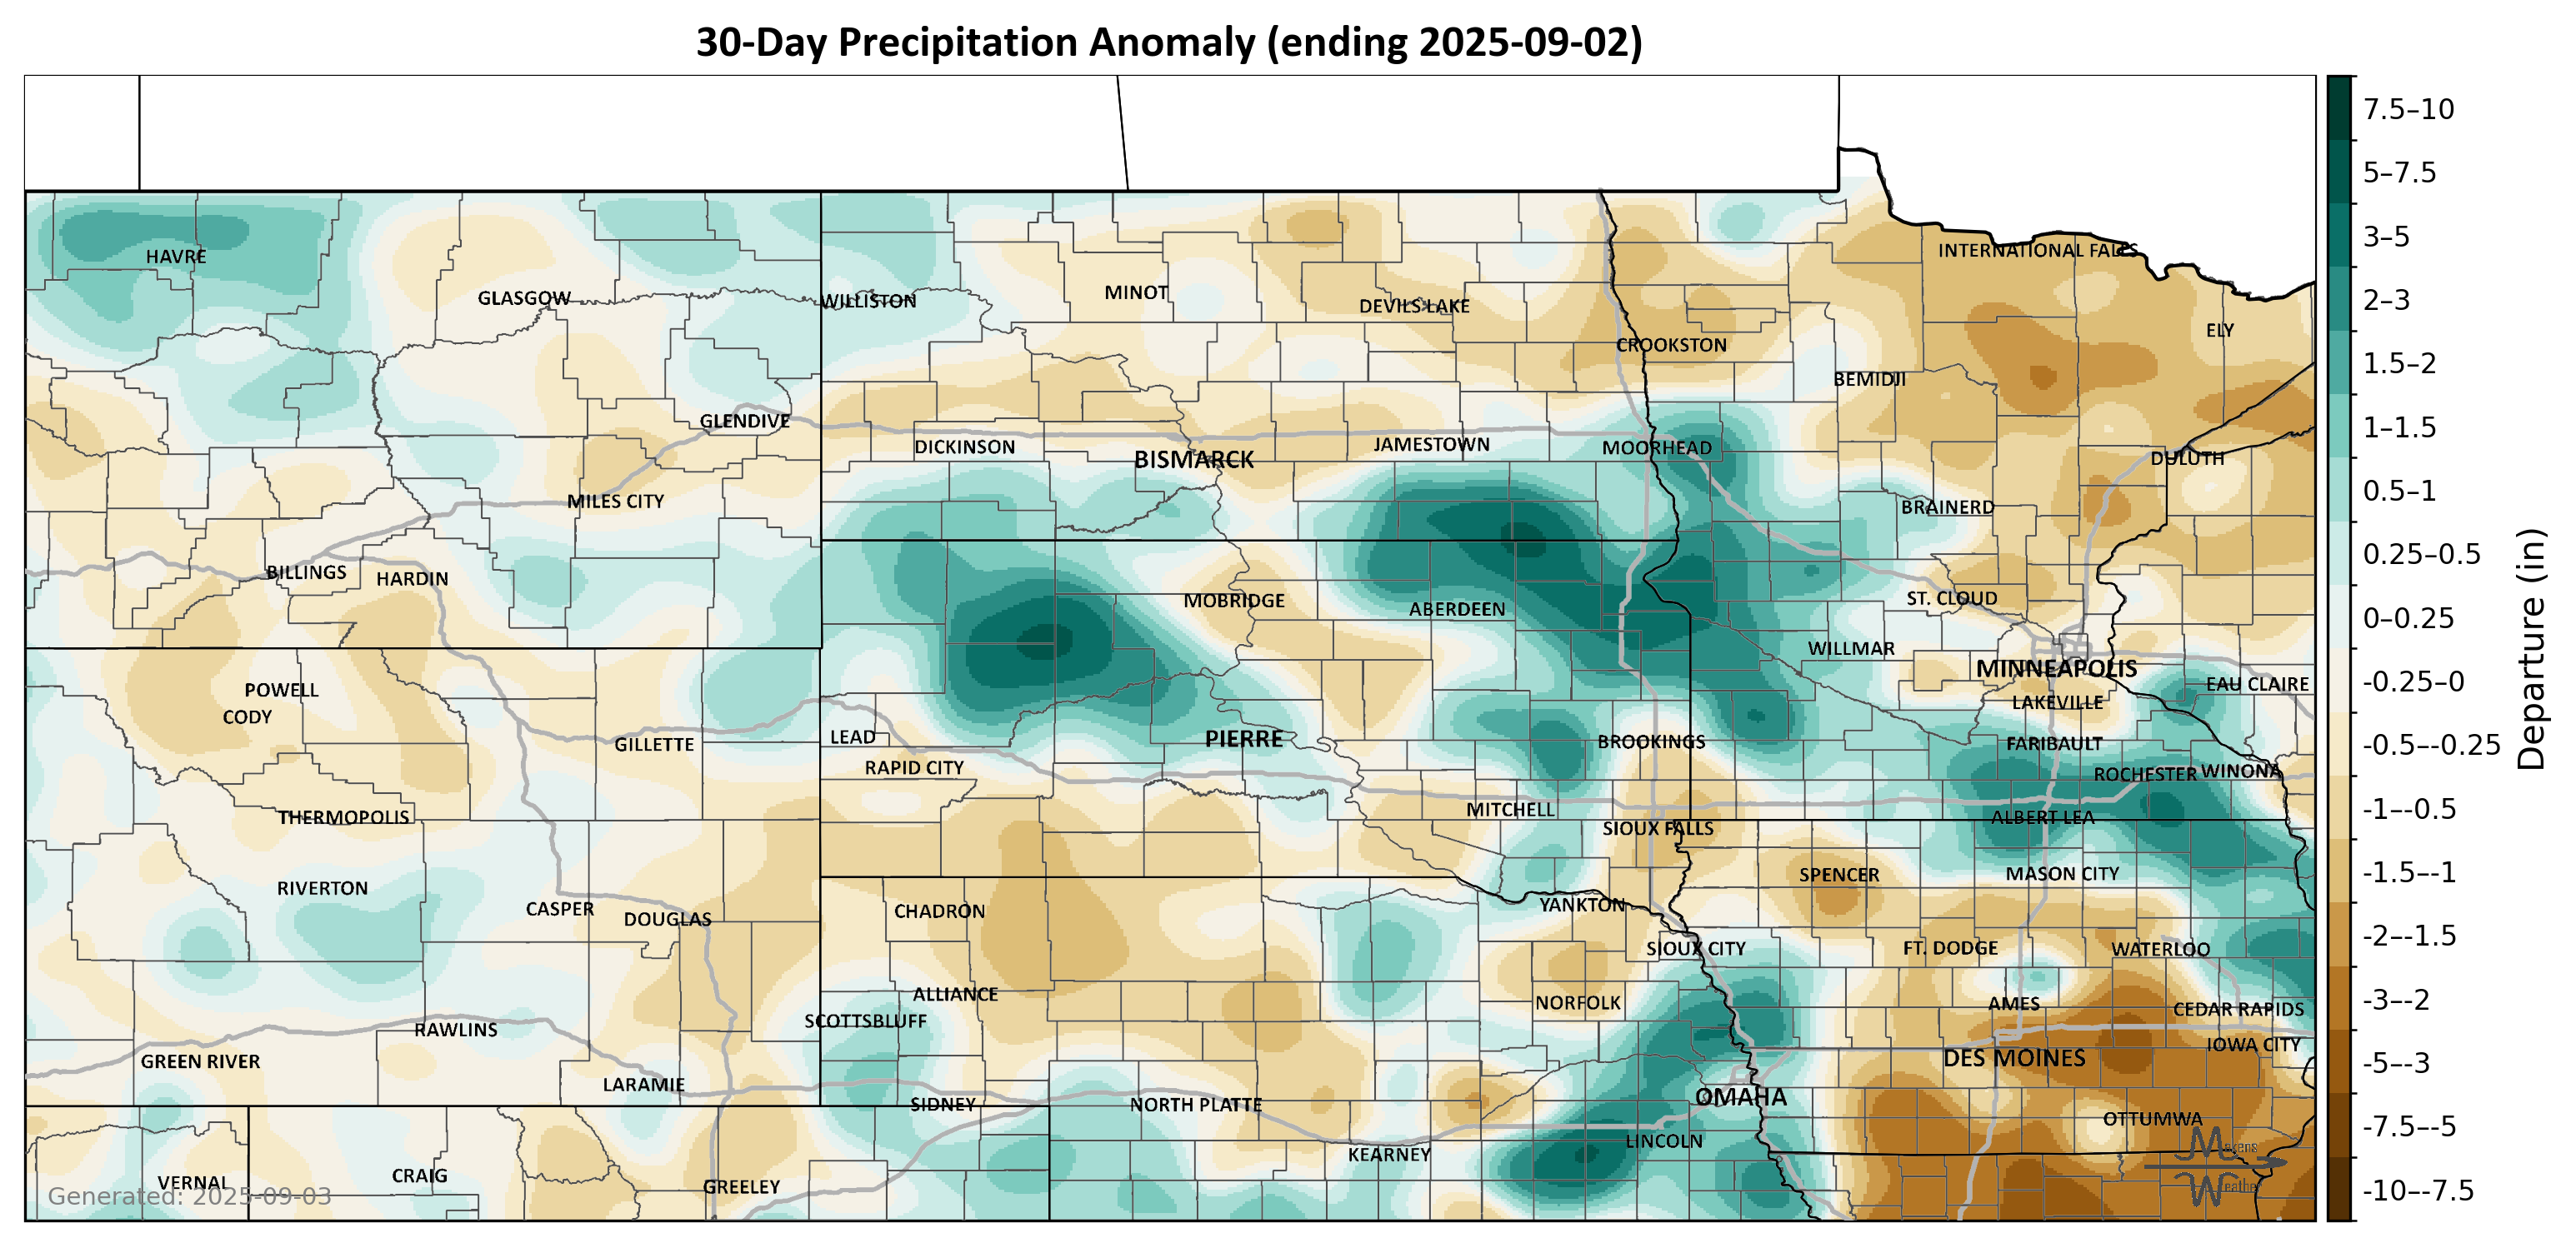 30-Day Precipitation Anomaly (ending 2025-09-02)
HAVRE
GLASGOW
WILLISTON
MINOT
DEVILS LAKE
CROOKSTON
INTERNATIONAL FALLS
ELY
BEMIDJI
GLENDIVE
DICKINSON
BISMARCK
JAMESTOWN
MOORHEAD
DULUTH
MILES CITY
BRAINERD
BILLINGS
HARDIN
MOBRIDGE
ABERDEEN
ST. CLOUD
WILLMAR
MINNEAPOLIS
EAU CLAIRE
POWELL
CODY
LAKEVILLE
GILLETTE
LEAD
PIERRE
BROOKINGS
FARIBAULT
RAPID CITY
ROCHESTER
WINONA
THERMOPOLIS
MITCHELL
SIOUX FALLS
ALBERT LEA
RIVERTON
SPENCER
MASON CITY
CASPER
DOUGLAS
CHADRON
YANKTON
SIOUX CITY
FT. DODGE
WATERLOO
ALLIANCE
NORFOLK
AMES
CEDAR RAPIDS
SCOTTSBLUFF
RAWLINS
GREEN RIVER
DES MOINES
IOWA CITY
LARAMIE
SIDNEY
NORTH PLATTE
OMAHA
OTTUMWA
KEARNEY
LINCOLN
VERNAL
CRAIG
GREELEY
Generated: 2025-09-03
Makens
Weather
7.5–10
5–7.5
3–5
2–3
1.5–2
1–1.5
0.5–1
0.25–0.5
0–0.25
-0.25–0
-0.5–-0.25
-1–-0.5
-1.5–-1
-2–-1.5
-3–-2
-5–-3
-7.5–-5
-10–-7.5
Departure (in)